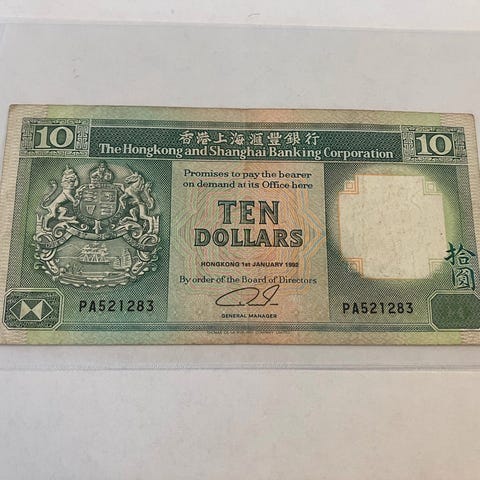 香港上海滙豐銀行
10 The Hongkong and Shanghai Banking Corporation 10
Promises to pay the bearer
on demand at its Office here
TEN
DOLLARS
拾圓
HONGKONG 1st JANUARY 1992
By order of the Board of Directors
PA521283 PA521283
GENERAL MANAGER